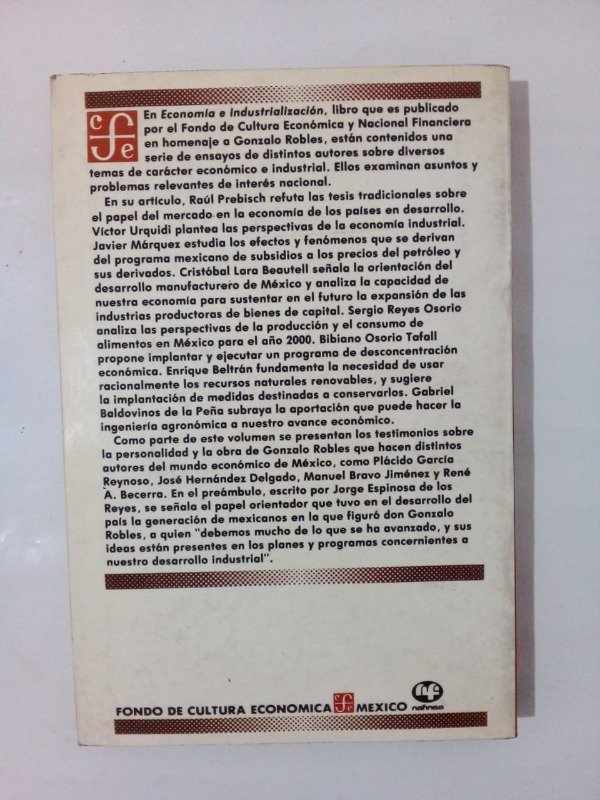 En Economía e industrialización, libro que es publicado
por el Fondo de Cultura Económica y Nacional Financiera
en homenaje a Gonzalo Robles, están contenidos una
serie de ensayos de distintos autores sobre diversos
temas de carácter económico e industrial. Ellos examinan asuntos y
problemas relevantes de interés nacional.
En su artículo, Raúl Prebisch refuta las tesis tradicionales sobre
el papel del mercado en la economía de los países en desarrollo.
Víctor Urquidi plantea las perspectivas de la economía industrial.
Javier Márquez estudia los efectos y fenómenos que se derivan
del programa mexicano de subsidios a los precios del petróleo y
sus derivados. Cristóbal Lara Beautell señala la orientación del
desarrollo manufacturero de México y analiza la capacidad de
nuestra economía para sustentar en el futuro la expansión de las
industrias productoras de bienes de capital. Sergio Reyes Osorio
analiza las perspectivas de la producción y el consumo de
alimentos en México para el año 2000. Bibiano Osorio Tafall
propone implantar y ejecutar un programa de desconcentración
económica. Enrique Beltrán fundamenta la necesidad de usar
racionalmente los recursos naturales renovables, y sugiere
la implantación de medidas destinadas a conservarlos. Gabriel
Baldovinos de la Peña subraya la aportación que puede hacer la
ingeniería agronómica a nuestro avance económico.
Como parte de este volumen se presentan los testimonios sobre
la personalidad y la obra de Gonzalo Robles que hacen distintos
autores del mundo económico de México, como Plácido García
Reynoso, José Hernández Delgado, Manuel Bravo Jiménez y René
A. Becerra. En el preámbulo, escrito por Jorge Espinosa de los
Reyes, se señala el papel orientador que tuvo en el desarrollo del
país la generación de mexicanos en la que figuró don Gonzalo
Robles, a quien "debemos mucho de lo que se ha avanzado, y sus
ideas están presentes en los planes y programas concernientes a
nuestro desarrollo industrial".
FONDO DE CULTURA ECONOMICA MEXICO
nafinsa